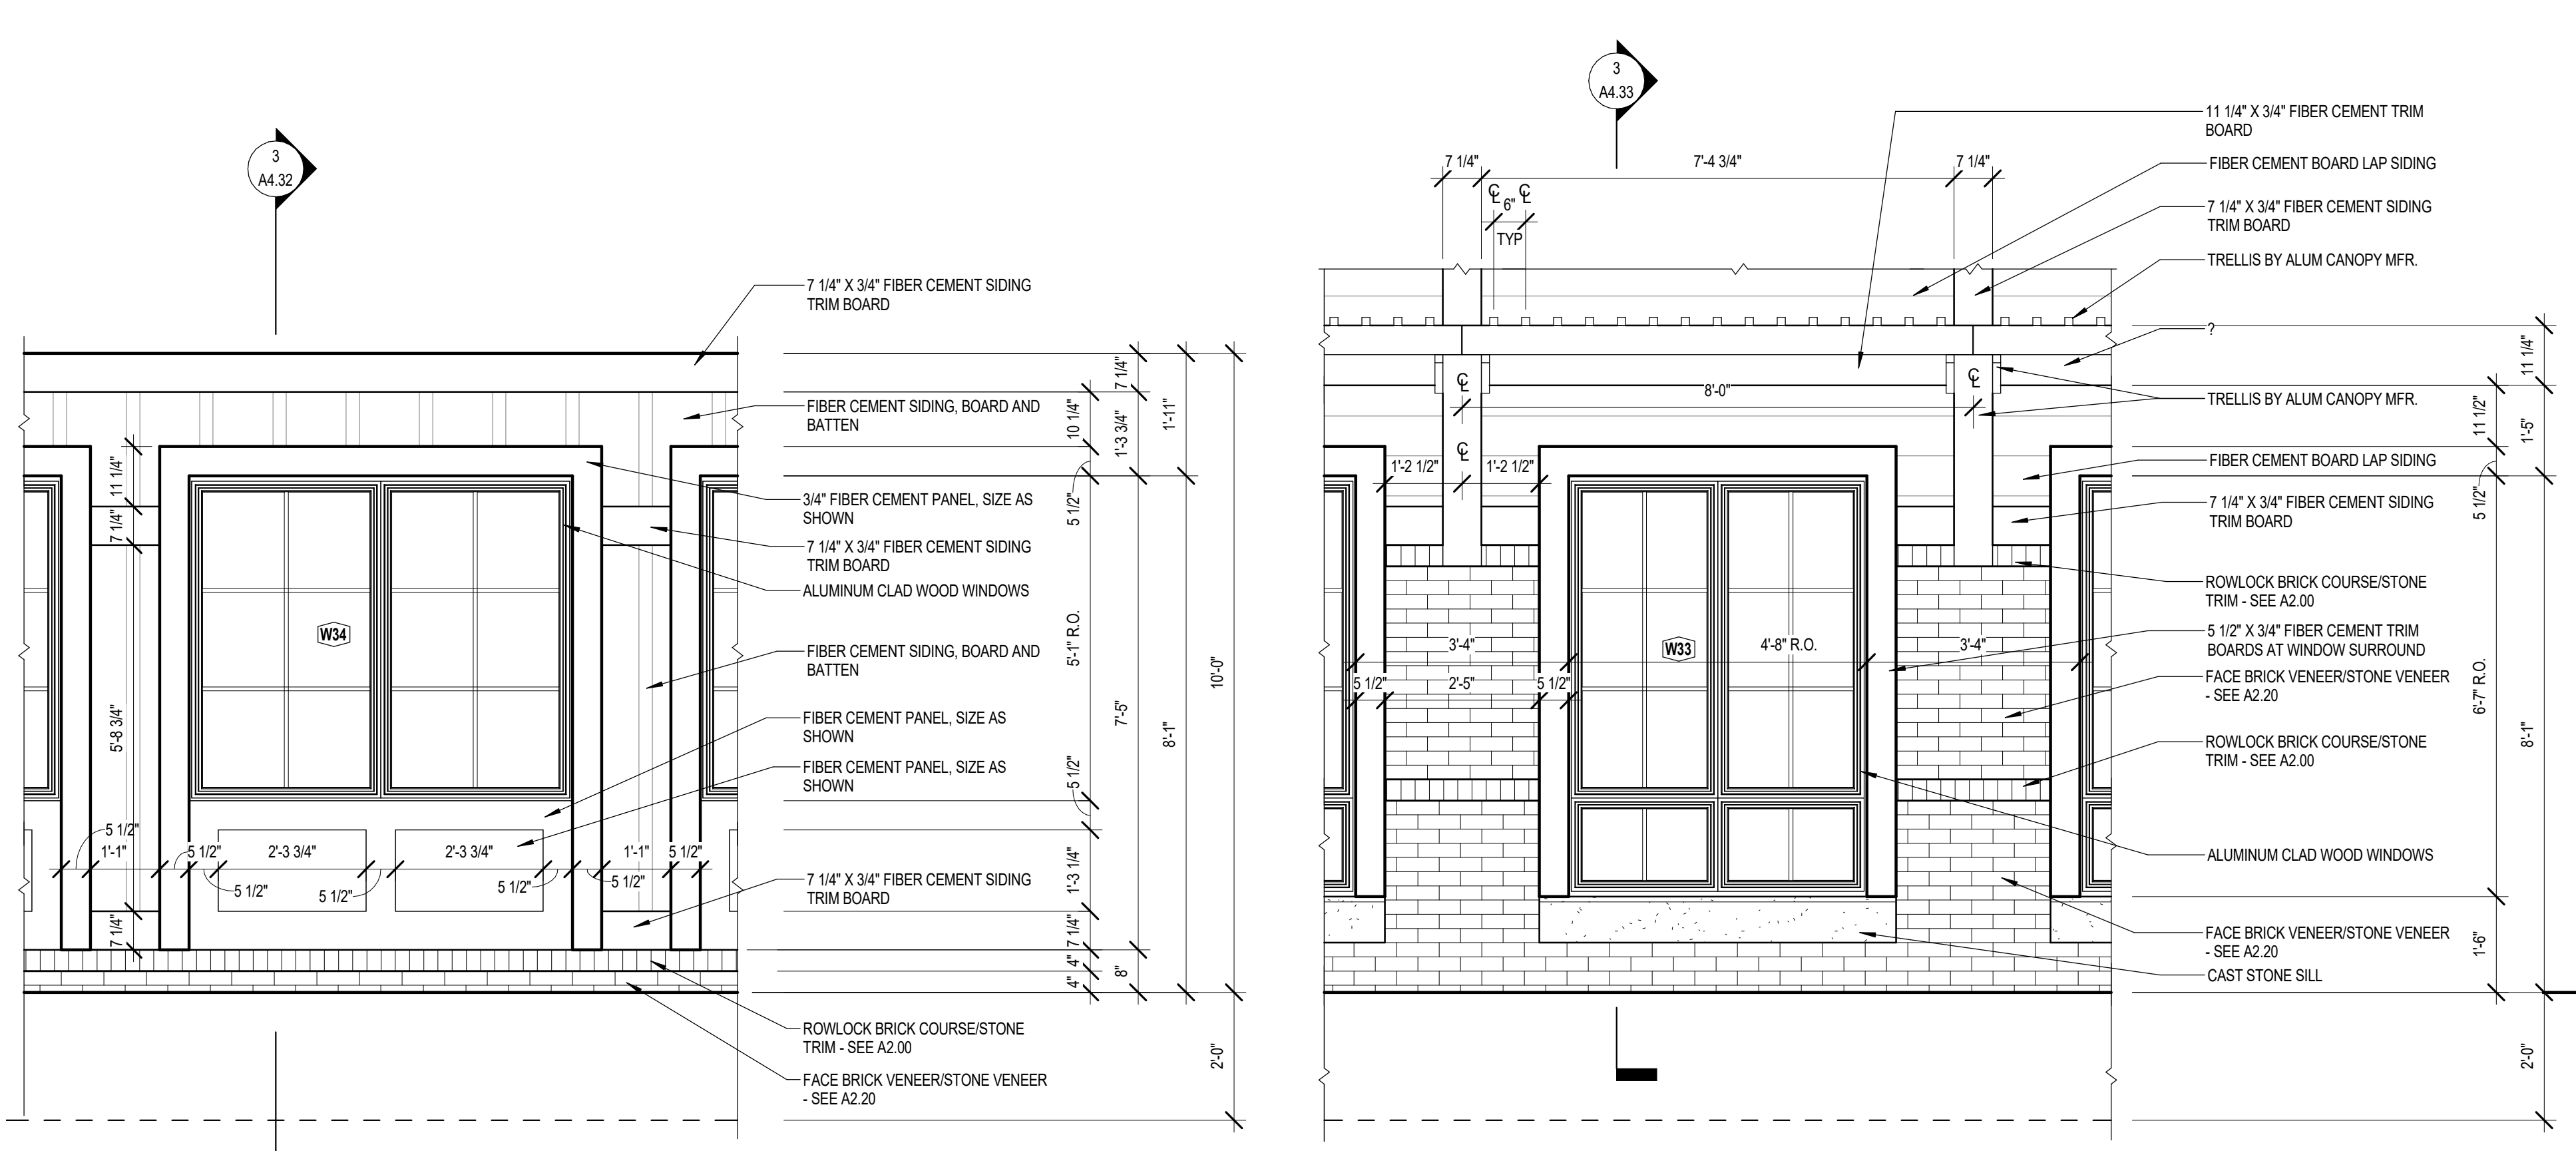 3
A4.32
7 1/4" X 3/4" FIBER CEMENT SIDING
TRIM BOARD
FIBER CEMENT SIDING, BOARD AND
BATTEN
3/4" FIBER CEMENT PANEL, SIZE AS
SHOWN
7 1/4" X 3/4" FIBER CEMENT SIDING
TRIM BOARD
ALUMINUM CLAD WOOD WINDOWS
FIBER CEMENT SIDING, BOARD AND
BATTEN
FIBER CEMENT PANEL, SIZE AS
SHOWN
FIBER CEMENT PANEL, SIZE AS
SHOWN
7 1/4" X 3/4" FIBER CEMENT SIDING
TRIM BOARD
ROWLOCK BRICK COURSE/STONE
TRIM - SEE A2.00
FACE BRICK VENEER/STONE VENEER
- SEE A2.20
11 1/4"
7 1/4"
5'-8 3/4"
7 1/4"
W34
5 1/2"
1'-1"
5 1/2"
2'-3 3/4"
2'-3 3/4"
1'-1"
5 1/2"
5 1/2"
5 1/2"
5 1/2"
5 1/2"
10 1/4"
5 1/2"
5'-1" R.O.
5 1/2"
1'-3 1/4"
7 1/4"
4"
4"
7 1/4"
1'-3 3/4"
7'-5"
8"
1'-11"
8'-1"
10'-0"
2'-0"
3
A4.33
7 1/4"
7'-4 3/4"
7 1/4"
℄ 6" ℄
TYP
℄
℄
8'-0"
℄
1'-2 1/2"
1'-2 1/2"
3'-4"
W33
4'-8" R.O.
3'-4"
5 1/2"
2'-5"
5 1/2"
11 1/4" X 3/4" FIBER CEMENT TRIM
BOARD
FIBER CEMENT BOARD LAP SIDING
7 1/4" X 3/4" FIBER CEMENT SIDING
TRIM BOARD
TRELLIS BY ALUM CANOPY MFR.
?
TRELLIS BY ALUM CANOPY MFR.
FIBER CEMENT BOARD LAP SIDING
7 1/4" X 3/4" FIBER CEMENT SIDING
TRIM BOARD
ROWLOCK BRICK COURSE/STONE
TRIM - SEE A2.00
5 1/2" X 3/4" FIBER CEMENT TRIM
BOARDS AT WINDOW SURROUND
FACE BRICK VENEER/STONE VENEER
- SEE A2.20
ROWLOCK BRICK COURSE/STONE
TRIM - SEE A2.00
ALUMINUM CLAD WOOD WINDOWS
FACE BRICK VENEER/STONE VENEER
- SEE A2.20
CAST STONE SILL
11 1/2"
5 1/2"
6'-7" R.O.
1'-6"
11 1/4"
1'-5"
8'-1"
2'-0"